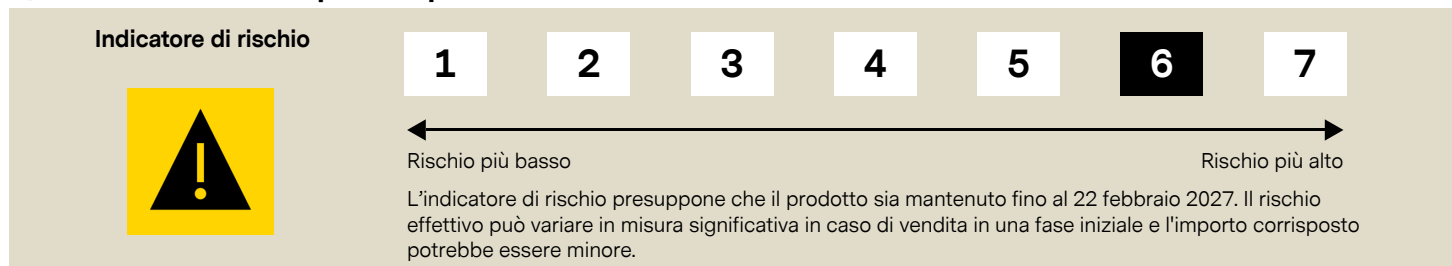 Indicatore di rischio
1 2 3 4 5 6 7
Rischio più basso
Rischio più alto
L'indicatore di rischio presuppone che il prodotto sia mantenuto fino al 22 febbraio 2027. Il rischio
effettivo può variare in misura significativa in caso di vendita in una fase iniziale e l'importo corrisposto
potrebbe essere minore.